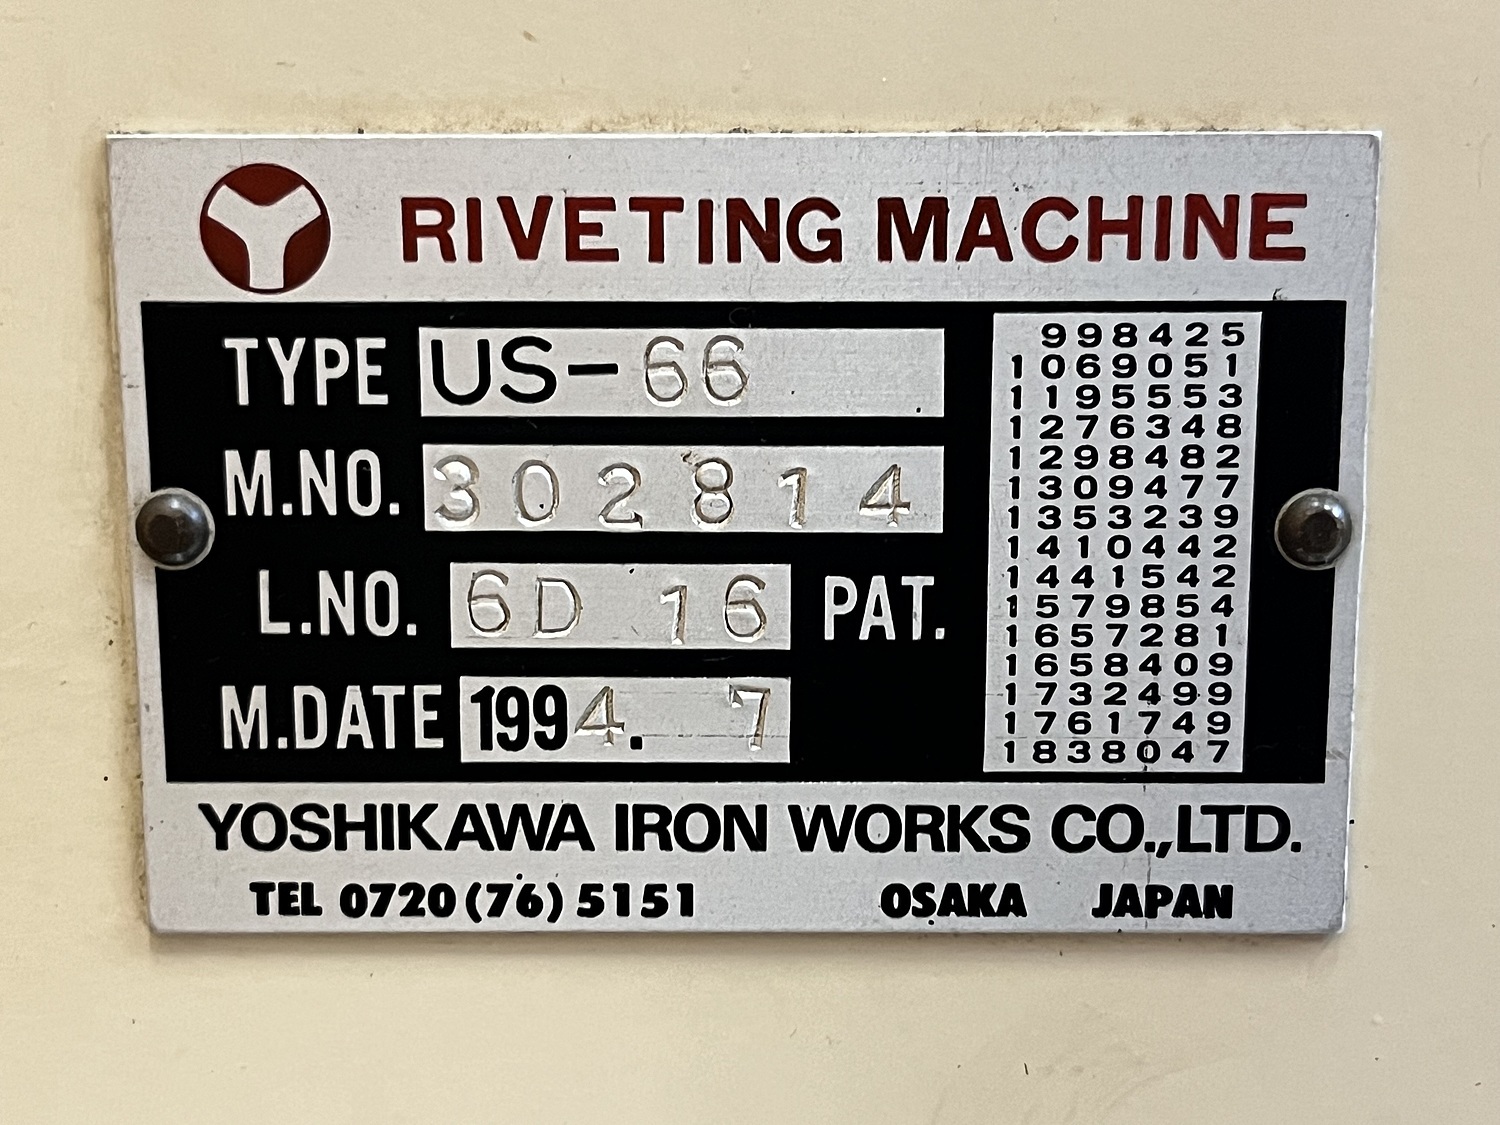 RIVETING MACHINE
TYPE US-66
M.NO. 302814
L.NO. 6D 16
M.DATE 1994. 7
PAT.
998425
1069051
1195553
1276348
1298482
1309477
1353239
1410442
1441542
1579854
1657281
1658409
1732499
1761749
1838047
YOSHIKAWA IRON WORKS CO.,LTD.
TEL 0720(76)5151 OSAKA JAPAN